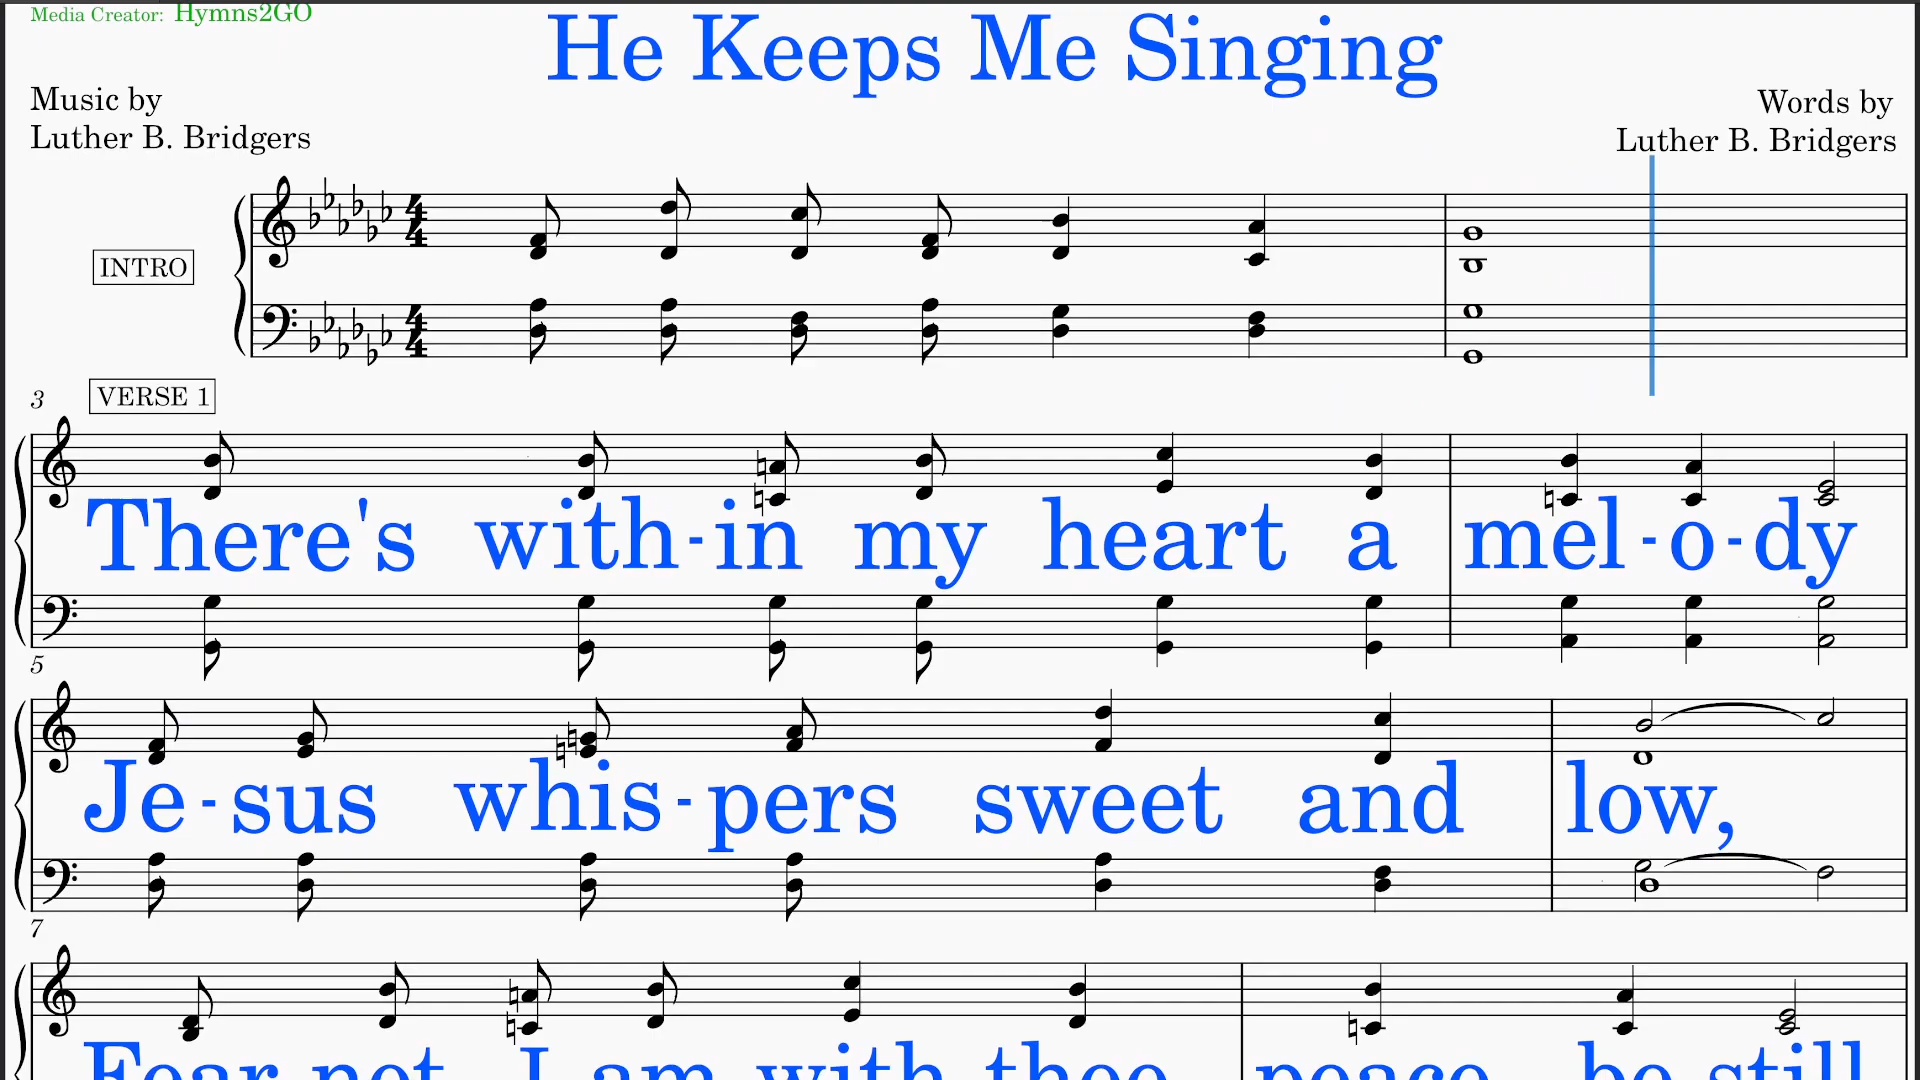 Media Creator: Hymns2GO
He Keeps Me Singing
Music by
Luther B. Bridgers
Words by
Luther B. Bridgers
INTRO
3
VERSE 1
There's with-in my heart a mel-o-dy
5
Je-sus whis-pers sweet and low,
7
Fear not I am with thee peace be still